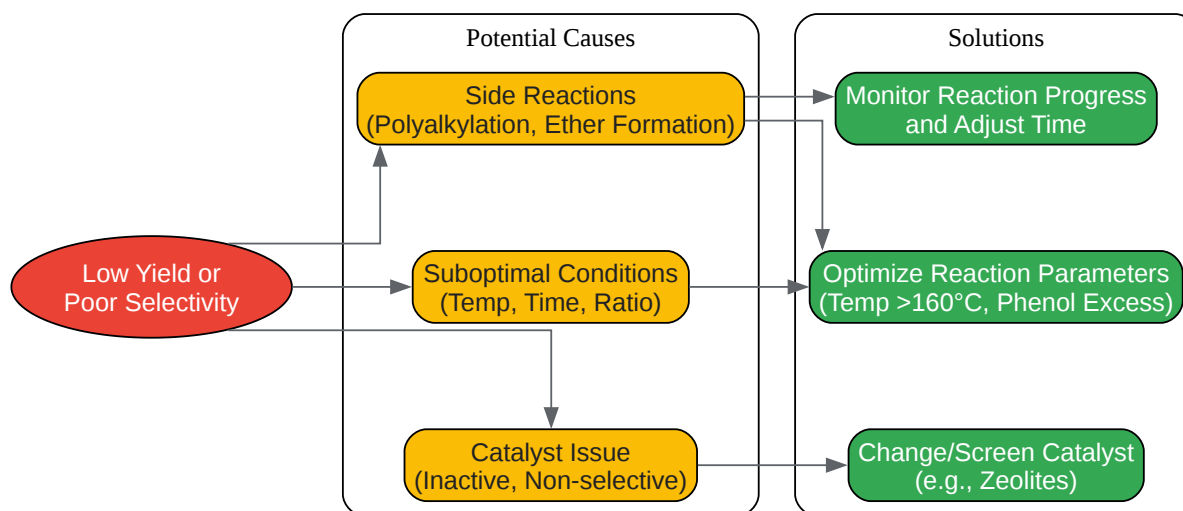 Potential Causes
Solutions
Side Reactions
(Polyalkylation, Ether Formation)
Monitor Reaction Progress
and Adjust Time
Low Yield or
Poor Selectivity
Suboptimal Conditions
(Temp, Time, Ratio)
Optimize Reaction Parameters
(Temp >160°C, Phenol Excess)
Catalyst Issue
(Inactive, Non-selective)
Change/Screen Catalyst
(e.g., Zeolites)